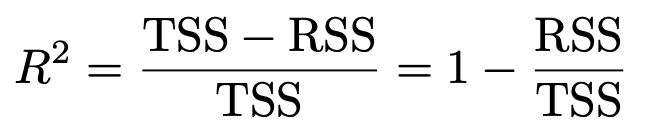 R² = (TSS − RSS)/TSS = 1 − RSS/TSS